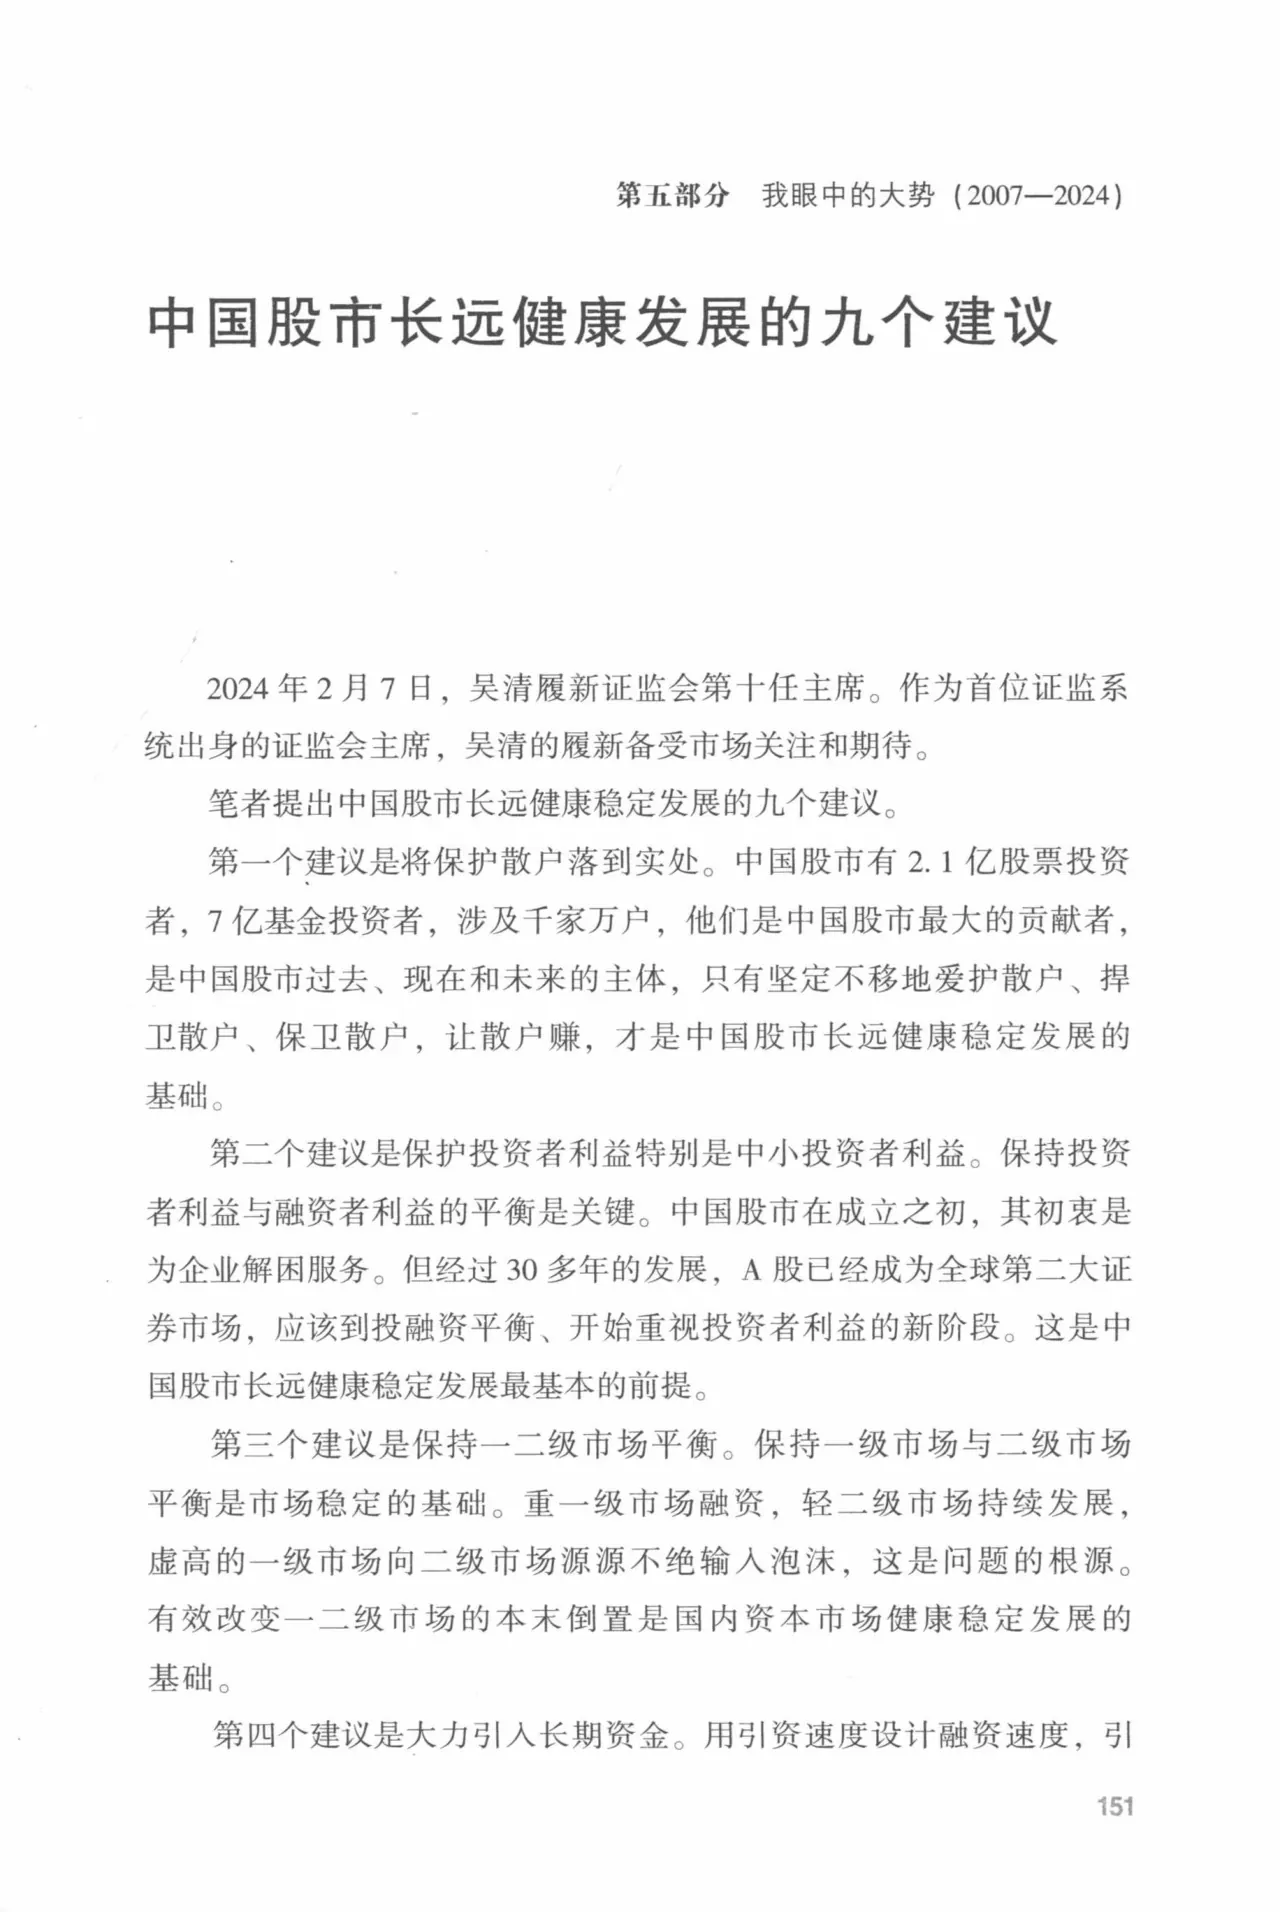 第五部分 我眼中的大势(2007—2024)
中国股市长远健康发展的九个建议
2024年2月7日，吴清履新证监会第十任主席。作为首位证监系
统出身的证监会主席，吴清的履新备受市场关注和期待。
笔者提出中国股市长远健康稳定发展的九个建议。
第一个建议是将保护散户落到实处。中国股市有2.1亿股票投资
者，7亿基金投资者，涉及千家万户，他们是中国股市最大的贡献者，
是中国股市过去、现在和未来的主体，只有坚定不移地爱护散户、捍
卫散户、保卫散户，让散户赚，才是中国股市长远健康稳定发展的
基础。
第二个建议是保护投资者利益特别是中小投资者利益。保持投资
者利益与融资者利益的平衡是关键。中国股市在成立之初，其初衷是
为企业解困服务。但经过30多年的发展，A股已经成为全球第二大证
券市场，应该到投融资平衡、开始重视投资者利益的新阶段。这是中
国股市长远健康稳定发展最基本的前提。
第三个建议是保持一二级市场平衡。保持一级市场与二级市场
平衡是市场稳定的基础。重一级市场融资，轻二级市场持续发展，
虚高的一级市场向二级市场源源不绝输入泡沫，这是问题的根源。
有效改变一二级市场的本末倒置是国内资本市场健康稳定发展的
基础。
第四个建议是大力引入长期资金。用引资速度设计融资速度，引
151